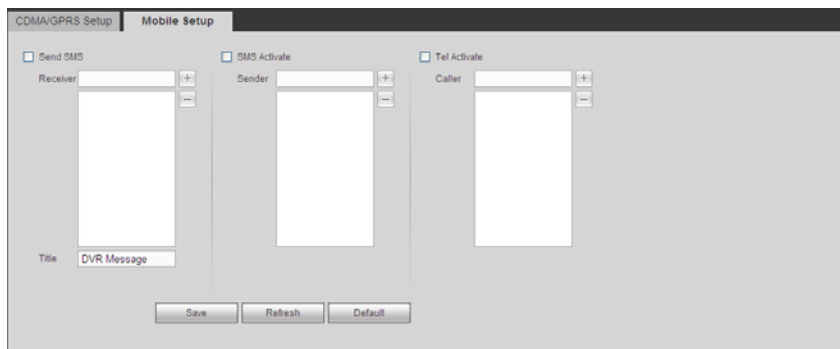 CDMA/GPRS Setup Mobile Setup
Send SMS SMS Activate Tel Activate
Receiver + Sender + Caller +
− − −
Title DVR Message
Save Refresh Default